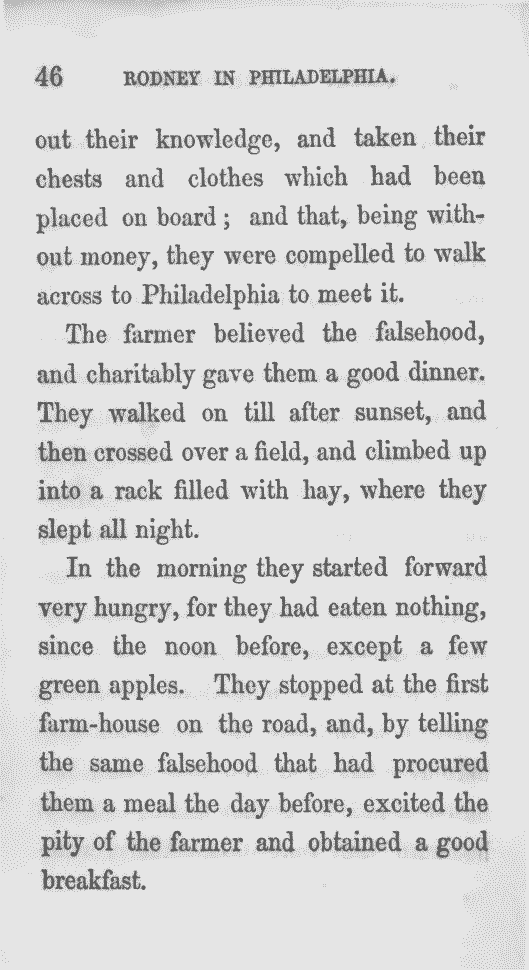 46 RODNEY IN PHILADELPHIA.
out their knowledge, and taken their
chests and clothes which had been
placed on board ; and that, being with-
out money, they were compelled to walk
across to Philadelphia to meet it.
The farmer believed the falsehood,
and charitably gave them a good dinner.
They walked on till after sunset, and
then crossed over a field, and climbed up
into a rack filled with hay, where they
slept all night.
In the morning they started forward
very hungry, for they had eaten nothing,
since the noon before, except a few
green apples. They stopped at the first
farm-house on the road, and, by telling
the same falsehood that had procured
them a meal the day before, excited the
pity of the farmer and obtained a good
breakfast.